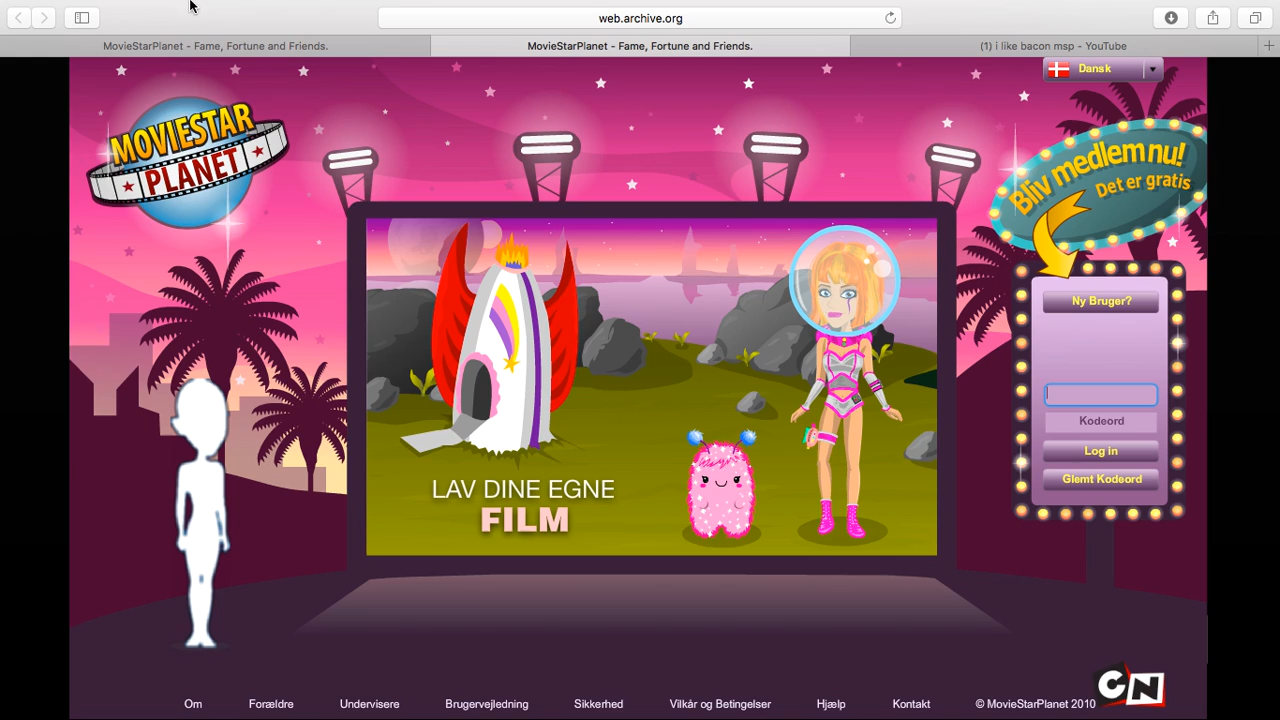 web.archive.org
MovieStarPlanet - Fame, Fortune and Friends.
MovieStarPlanet - Fame, Fortune and Friends.
(1) i like bacon msp - YouTube
Dansk
MOVIESTAR
PLANET
Bliv medlem nu!
Det er gratis
Ny Bruger?
Kodeord
Log in
Glemt Kodeord
LAV DINE EGNE
FILM
Om
Forældre
Undervisere
Brugervejledning
Sikkerhed
Vilkår og Betingelser
Hjælp
Kontakt
© MovieStarPlanet 2010
CN